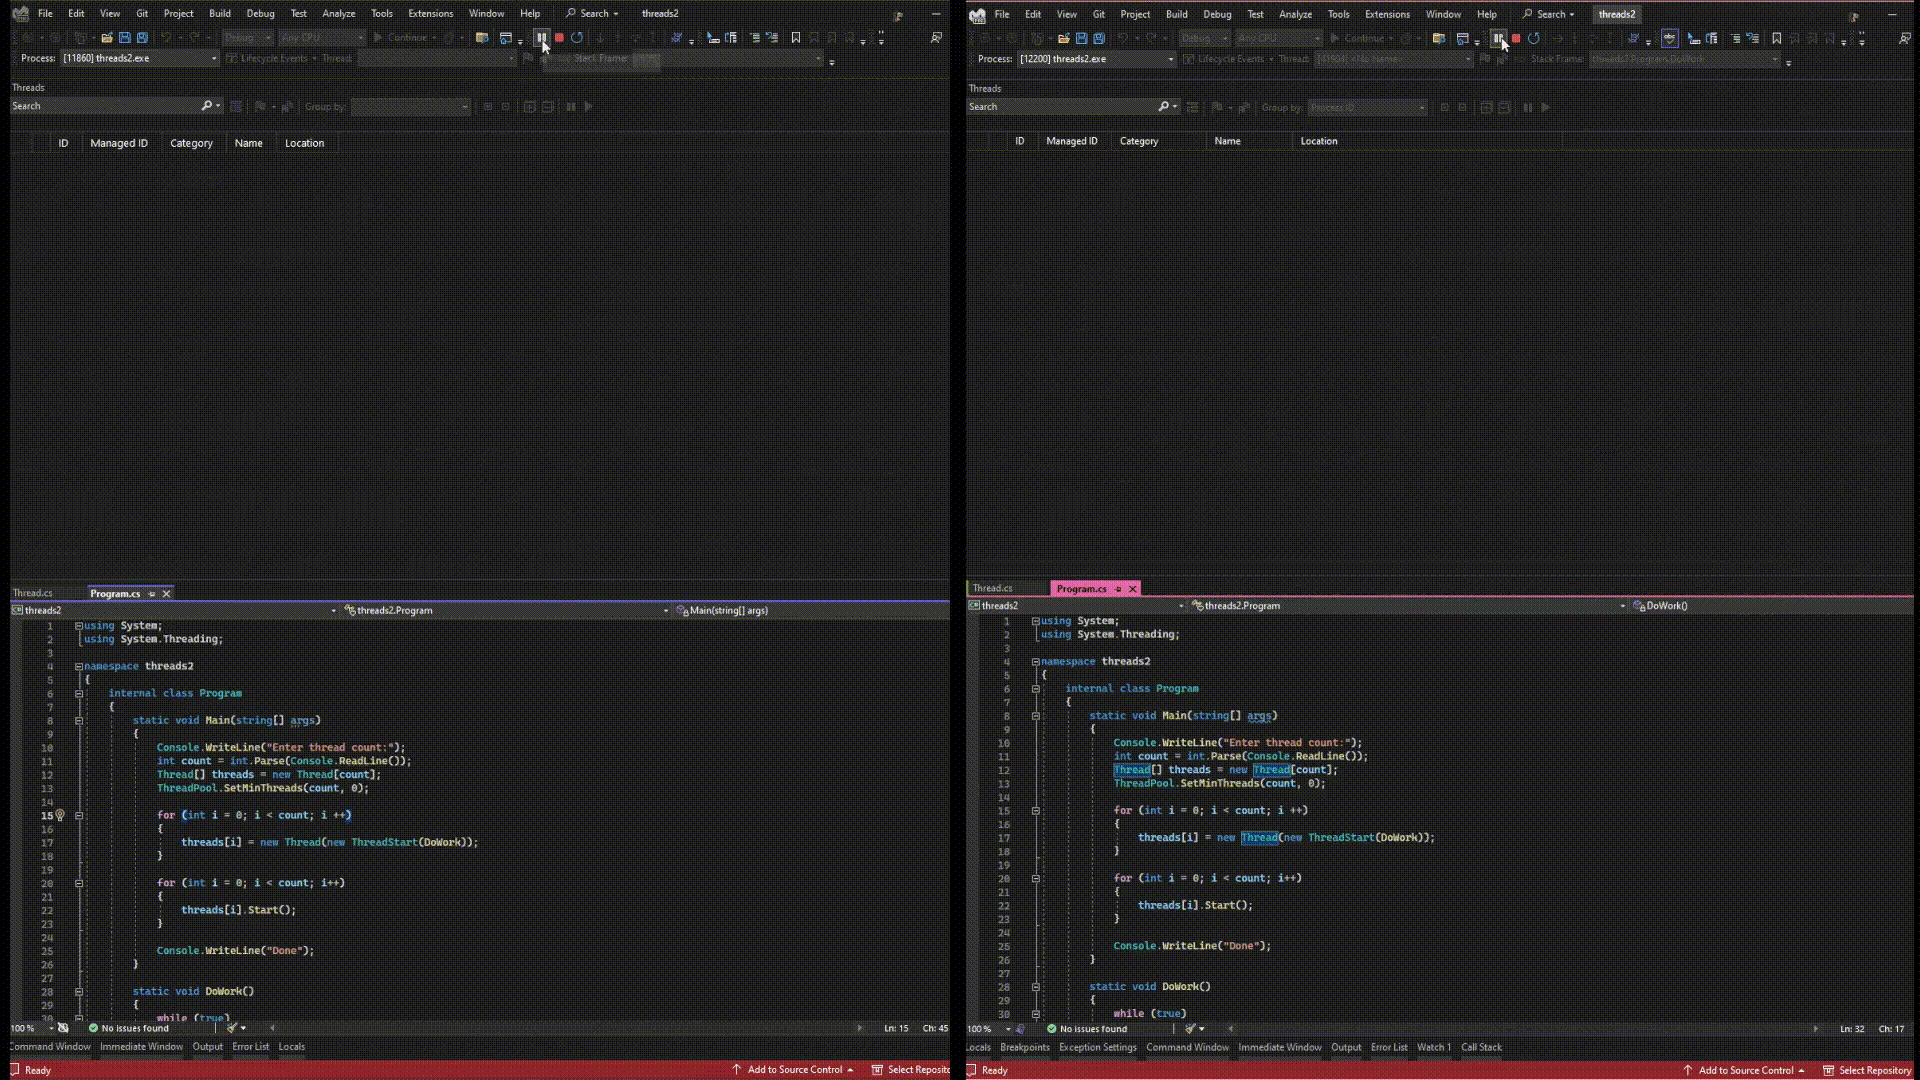 File Edit View Git Project Build Debug Test Analyze Tools Extensions Window Help Search threads2
Debug Any CPU Continue
Process: [11860] threads2.exe Lifecycle Events Thread: Stack Frame:
Threads
Search Group by:
ID Managed ID Category Name Location
Thread.cs Program.cs
threads2 threads2.Program Main(string[] args)
1 using System;
2 using System.Threading;
3
4 namespace threads2
5 {
6 internal class Program
7 {
8 static void Main(string[] args)
9 {
10 Console.WriteLine("Enter thread count:");
11 int count = int.Parse(Console.ReadLine());
12 Thread[] threads = new Thread[count];
13 ThreadPool.SetMinThreads(count, 0);
14
15 for (int i = 0; i < count; i ++)
16 {
17 threads[i] = new Thread(new ThreadStart(DoWork));
18 }
19
20 for (int i = 0; i < count; i++)
21 {
22 threads[i].Start();
23 }
24
25 Console.WriteLine("Done");
26 }
27
28 static void DoWork()
29 {
30 while (true)
100 % No issues found Ln: 15 Ch: 45
Command Window Immediate Window Output Error List Locals
Ready Add to Source Control Select Reposito
File Edit View Git Project Build Debug Test Analyze Tools Extensions Window Help Search threads2
Debug Any CPU Continue
Process: [12200] threads2.exe Lifecycle Events Thread: Stack Frame: threads2.Program.DoWork
Threads
Search Group by: Process ID
ID Managed ID Category Name Location
Thread.cs Program.cs
threads2 threads2.Program DoWork()
1 using System;
2 using System.Threading;
3
4 namespace threads2
5 {
6 internal class Program
7 {
8 static void Main(string[] args)
9 {
10 Console.WriteLine("Enter thread count:");
11 int count = int.Parse(Console.ReadLine());
12 Thread[] threads = new Thread[count];
13 ThreadPool.SetMinThreads(count, 0);
14
15 for (int i = 0; i < count; i ++)
16 {
17 threads[i] = new Thread(new ThreadStart(DoWork));
18 }
19
20 for (int i = 0; i < count; i++)
21 {
22 threads[i].Start();
23 }
24
25 Console.WriteLine("Done");
26 }
27
28 static void DoWork()
29 {
30 while (true)
100 % No issues found Ln: 32 Ch: 17
Locals Breakpoints Exception Settings Command Window Immediate Window Output Error List Watch 1 Call Stack
Ready Add to Source Control Select Repository